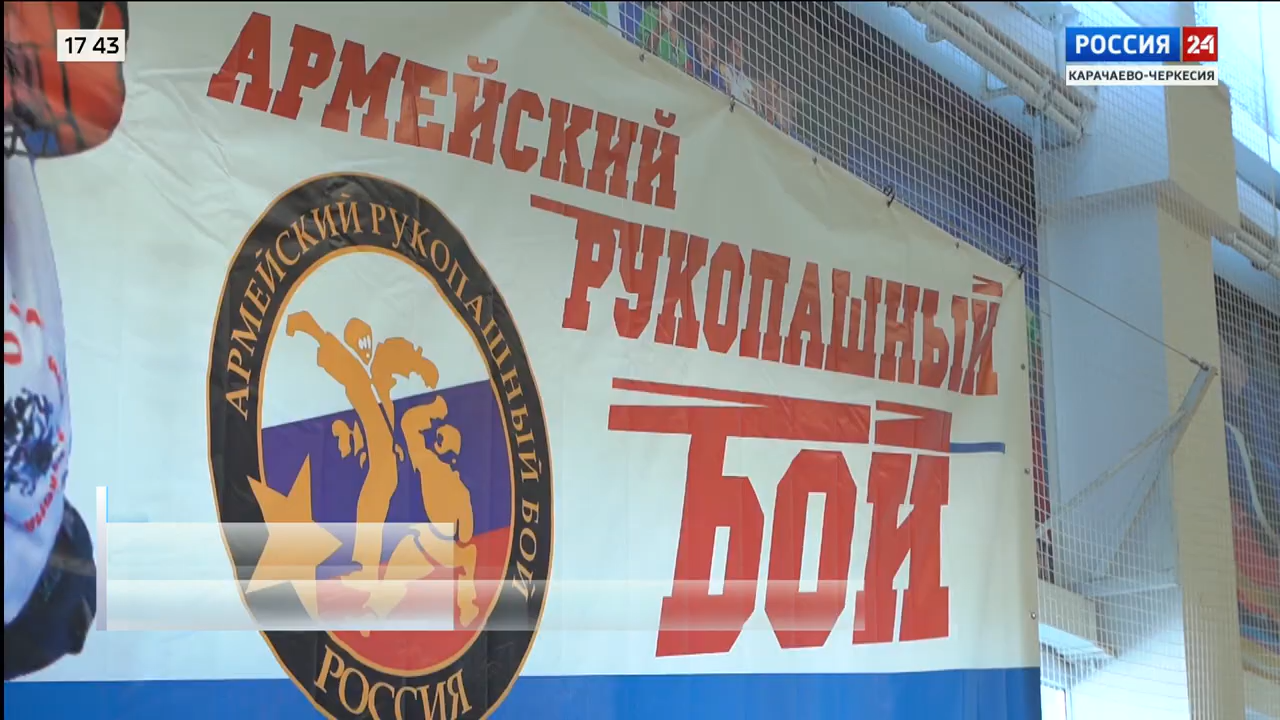 17 43
РОССИЯ 24
КАРАЧАЕВО-ЧЕРКЕСИЯ
АРМЕЙСКИЙ
РУКОПАШНЫЙ
БОЙ
АРМЕЙСКИЙ РУКОПАШНЫЙ БОЙ
РОССИЯ